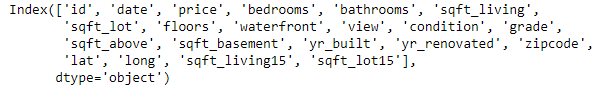 Index(['id', 'date', 'price', 'bedrooms', 'bathrooms', 'sqft_living',
'sqft_lot', 'floors', 'waterfront', 'view', 'condition', 'grade',
'sqft_above', 'sqft_basement', 'yr_built', 'yr_renovated', 'zipcode',
'lat', 'long', 'sqft_living15', 'sqft_lot15'],
dtype='object')